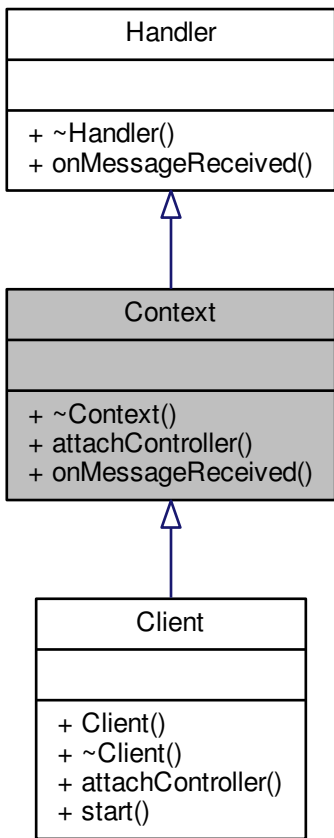 Handler
+ ~Handler()
+ onMessageReceived()
Context
+ ~Context()
+ attachController()
+ onMessageReceived()
Client
+ Client()
+ ~Client()
+ attachController()
+ start()